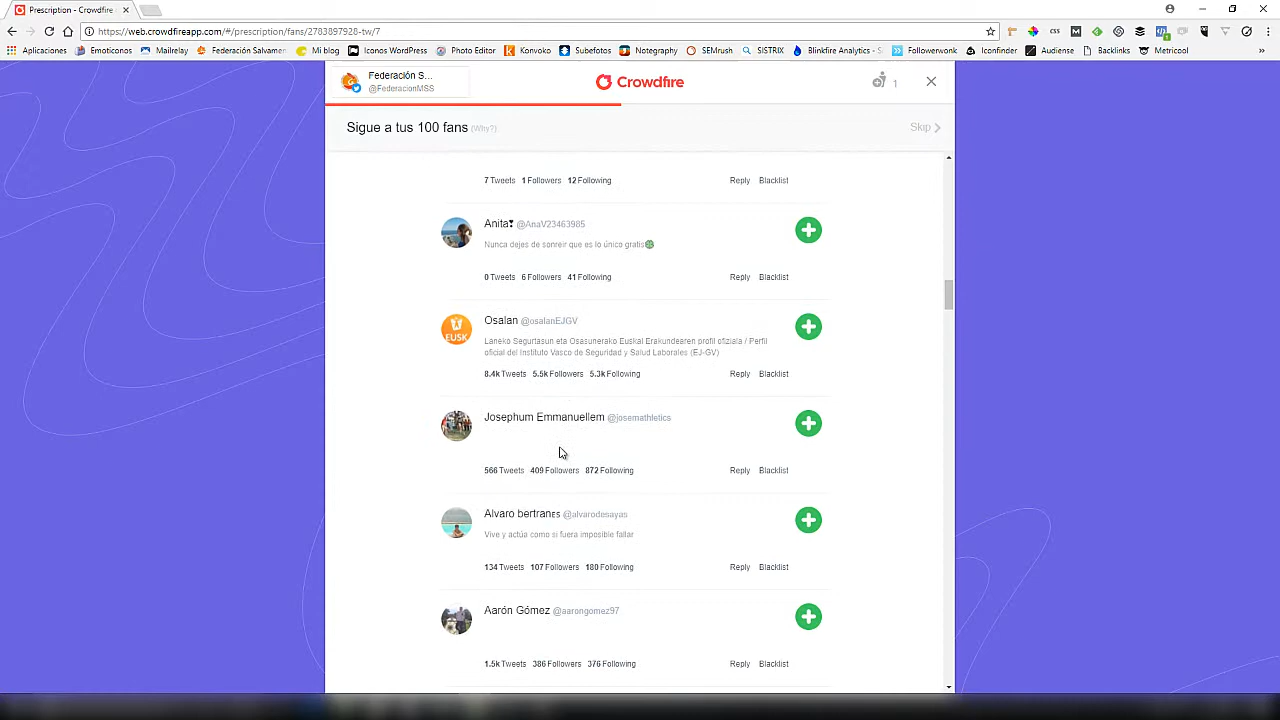 Prescription - Crowdfire
https://web.crowdfireapp.com/#/prescription/fans/2783897928-tw/7
Aplicaciones Emoticonos Mailrelay Federación Salvamen Mi blog Iconos WordPress Photo Editor Konvoko Subefotos Notegraphy SEMrush SISTRIX Blinkfire Analytics - S Followerwonk Iconfinder Audiense Backlinks Metricool
Federación S...
@FederacionMSS
Crowdfire
1
Sigue a tus 100 fans (Why?) Skip
7 Tweets 1 Followers 12 Following Reply Blacklist
Anita❣ @AnaV23463985
Nunca dejes de sonreir que es lo único gratis
0 Tweets 6 Followers 41 Following Reply Blacklist
EUSK
Osalan @osalanEJGV
Laneko Segurtasun eta Osasunerako Euskal Erakundearen profil ofiziala / Perfil
oficial del Instituto Vasco de Seguridad y Salud Laborales (EJ-GV)
8.4k Tweets 5.5k Followers 5.3k Following Reply Blacklist
Josephum Emmanuellem @josemathletics
566 Tweets 409 Followers 872 Following Reply Blacklist
Alvaro bertranᴇs @alvarodesayas
Vive y actúa como si fuera imposible fallar
134 Tweets 107 Followers 180 Following Reply Blacklist
Aarón Gómez @aarongomez97
1.5k Tweets 386 Followers 376 Following Reply Blacklist